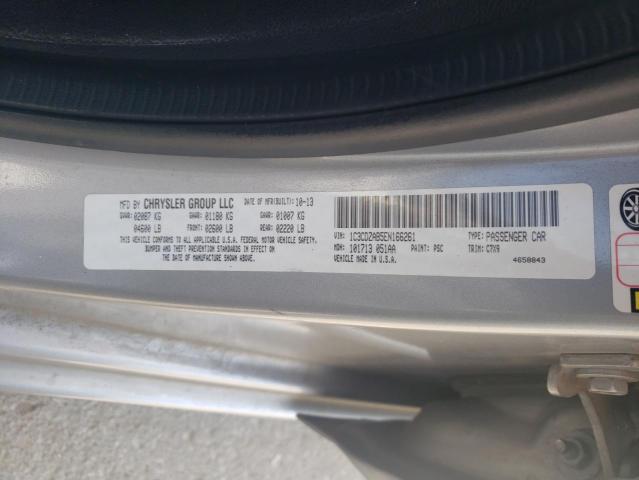 MFD BY CHRYSLER GROUP LLC DATE OF MFR(BUILT): 10-13
GVWR: 02087 KG GAWR: 01180 KG GAWR: 01007 KG
04600 LB FRONT: 02600 LB REAR: 02220 LB
THIS VEHICLE CONFORMS TO ALL APPLICABLE U.S.A. FEDERAL MOTOR VEHICLE SAFETY,
BUMPER AND THEFT PREVENTION STANDARDS IN EFFECT ON
THE DATE OF MANUFACTURE SHOWN ABOVE.
VIN: 1C3CDZAB5EN166261 TYPE: PASSENGER CAR
MDH: 101713 051AA PAINT: PSC TRIM: C7X9
VEHICLE MADE IN U.S.A. 4658843